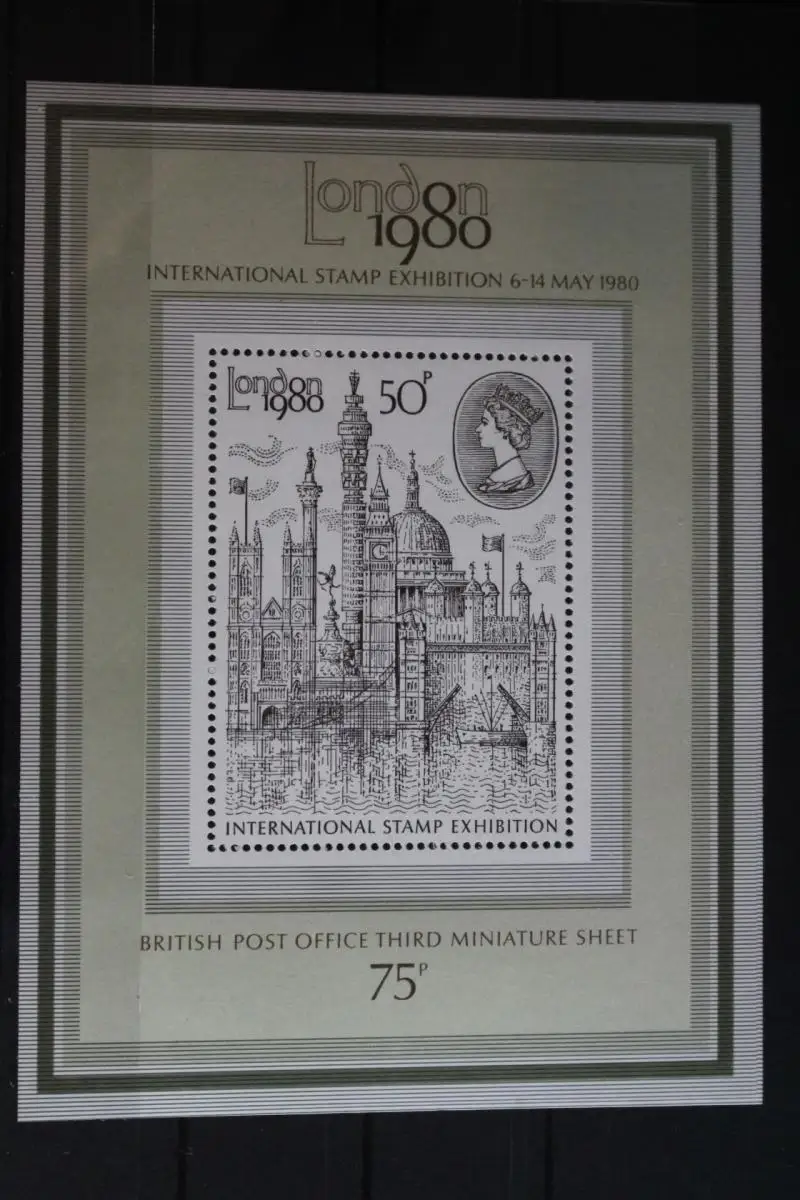 London
1980
INTERNATIONAL STAMP EXHIBITION 6-14 MAY 1980
London
1980
50P
INTERNATIONAL STAMP EXHIBITION
BRITISH POST OFFICE THIRD MINIATURE SHEET
75P